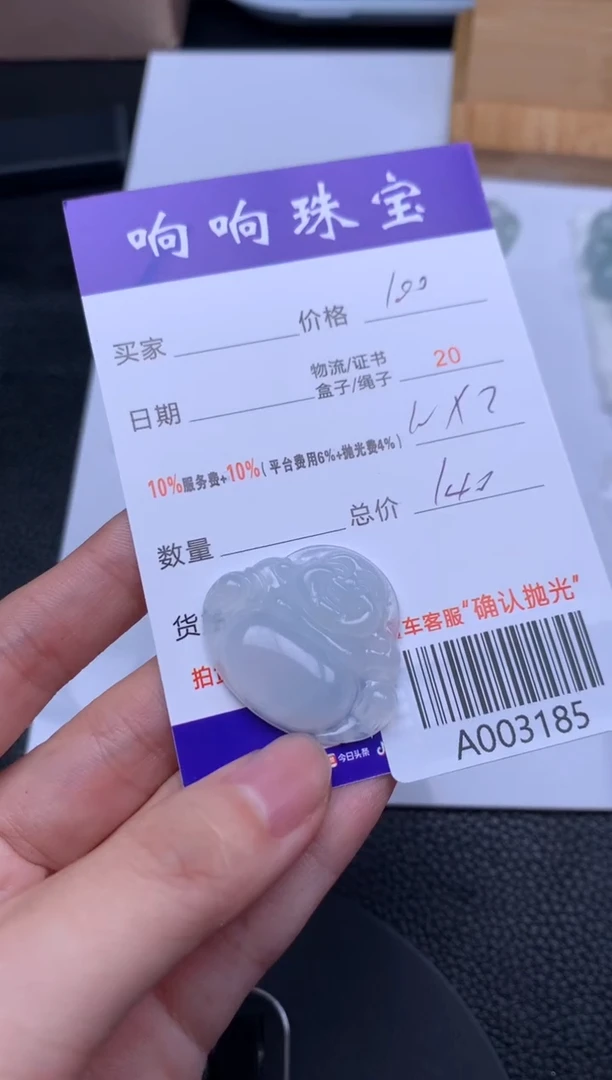 响响珠宝
买家 价格 100
日期 物流/证书 盒子/绳子 20
10%服务费+10%(平台费用6%+抛光费4%)
数量 总价 140
货
车客服“确认抛光”
拍
A003185
今日头条